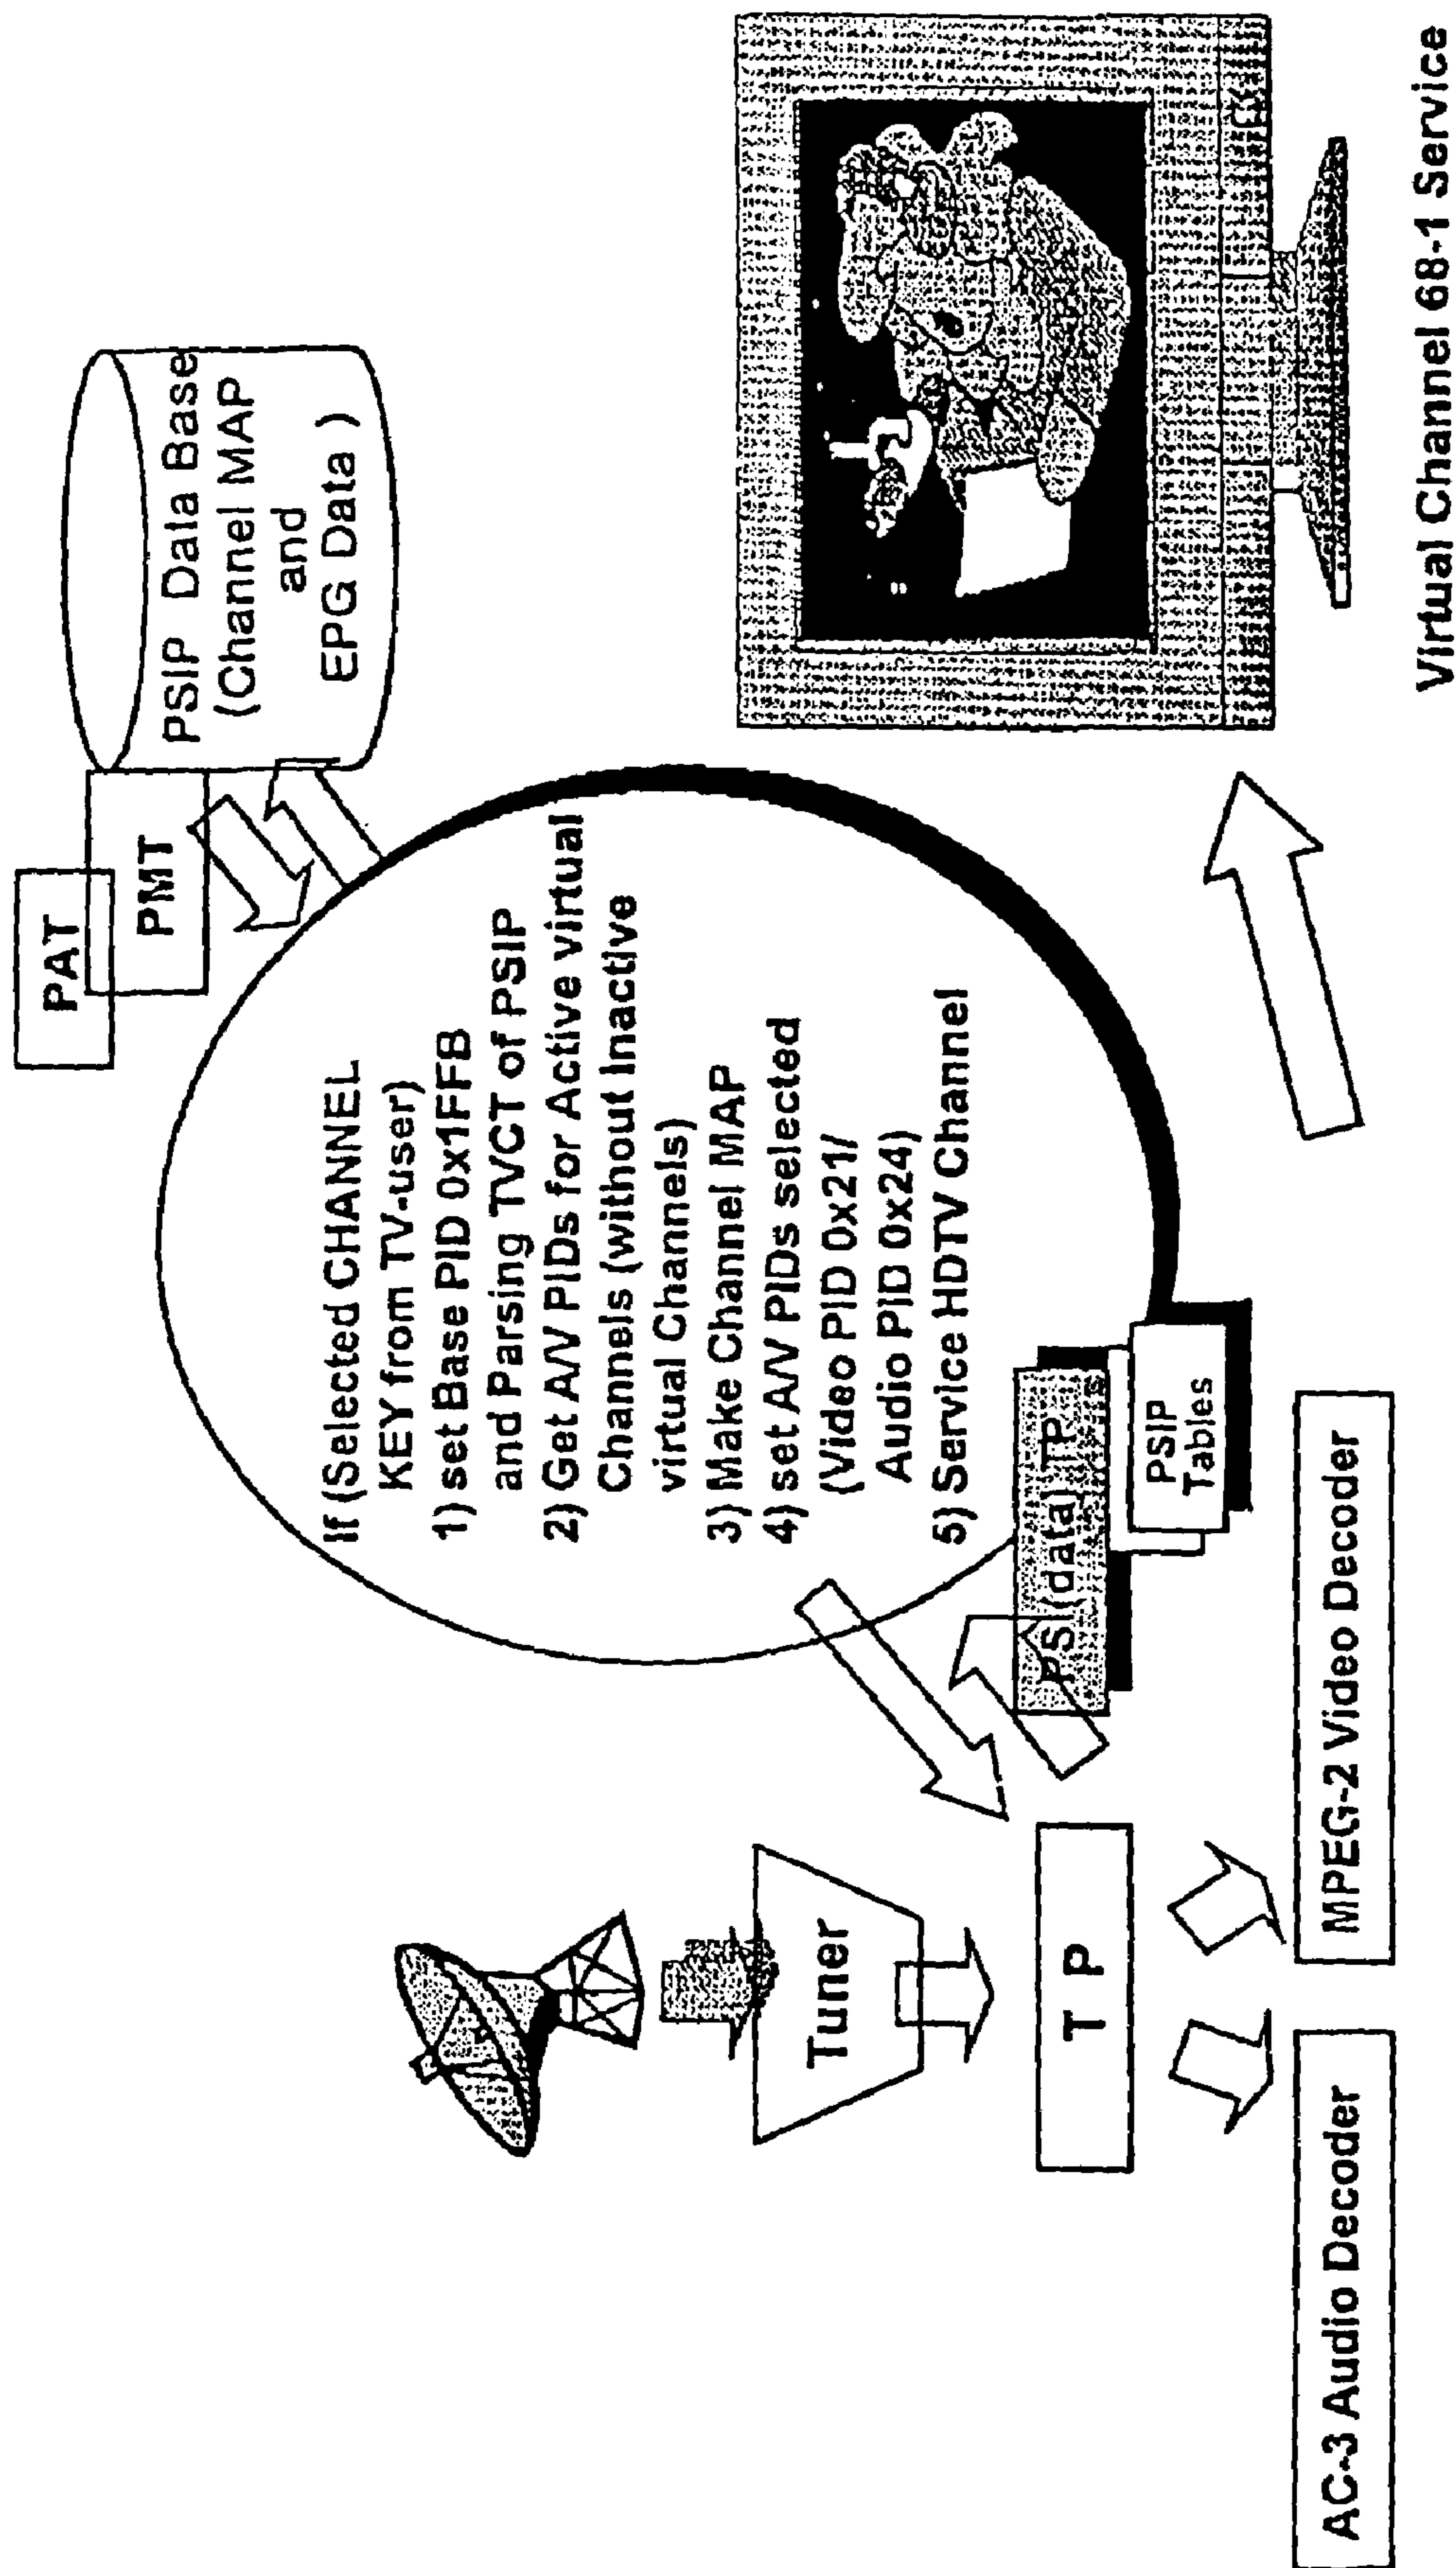 PAT
PMT
PSIP Data Base
(Channel MAP
and
EPG Data )
If (Selected CHANNEL
KEY from TV-user)
1) set Base PID 0x1FFB
and Parsing TVCT of PSIP
2) Get A/V PIDs for Active virtual
Channels (without Inactive
virtual Channels)
3) Make Channel MAP
4) set A/V PIDs selected
(Video PID 0x21/
Audio PID 0x24)
5) Service HDTV Channel
Tuner
T P
PSI(data) TP
PSIP
Tables
AC-3 Audio Decoder
MPEG-2 Video Decoder
Virtual Channel 68-1 Service